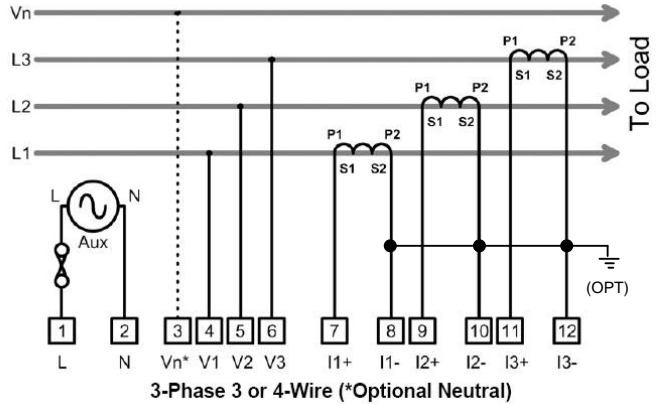 Vn
P1 P2
L3
S1 S2
P1 P2
L2
S1 S2
P1 P2
L1
S1 S2
To Load
L N
Aux
(OPT)
1 2 3 4 5 6 7 8 9 10 11 12
L N Vn* V1 V2 V3 I1+ I1- I2+ I2- I3+ I3-
3-Phase 3 or 4-Wire (*Optional Neutral)